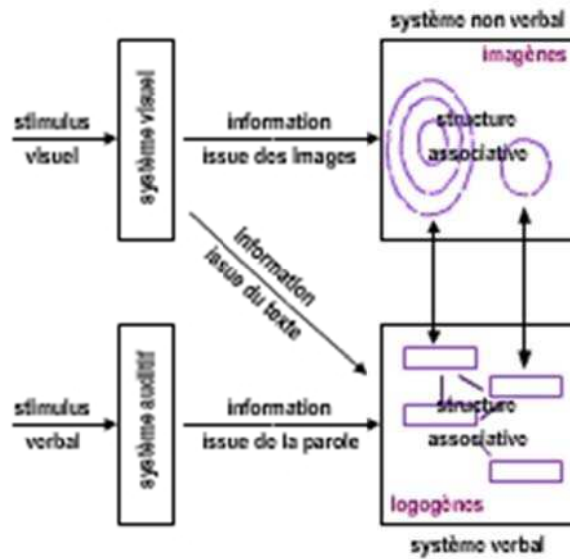 système non verbal
imagènes
stimulus
visuel
système visuel
information
issue des images
structure
associative
information
issue du texte
stimulus
verbal
système auditif
information
issue de la parole
structure
associative
logogènes
système verbal